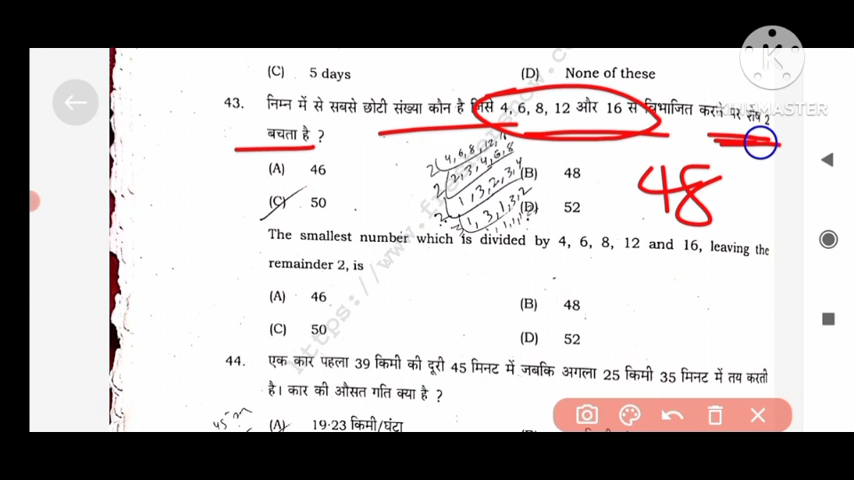 (C) 5 days (D) None of these
43. निम्न में से सबसे छोटी संख्या कौन है जिसे 4, 6, 8, 12 और 16 से विभाजित करने पर शेष 2
बचता है ?
(A) 46 (B) 48
(C) 50 (D) 52
48
The smallest number which is divided by 4, 6, 8, 12 and 16, leaving the
remainder 2, is
(A) 46 (B) 48
(C) 50 (D) 52
44. एक कार पहला 39 किमी की दूरी 45 मिनट में जबकि अगला 25 किमी 35 मिनट में तय करती
है। कार की औसत गति क्या है ?
(A) 19·23 किमी/घंटा
KINEMASTER